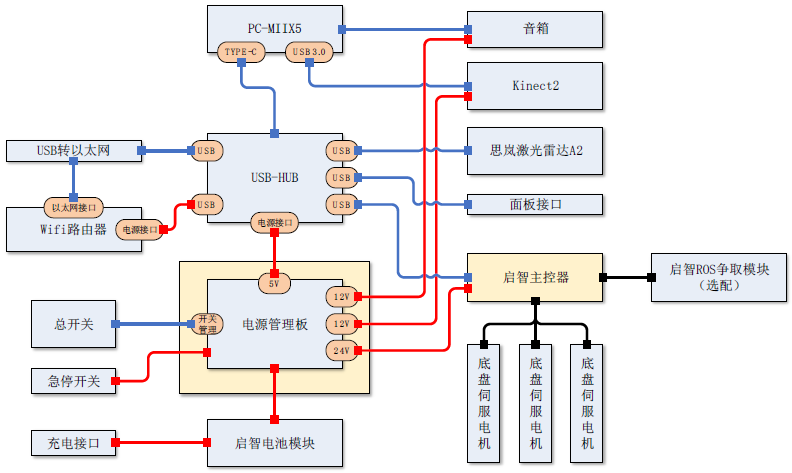 PC-MIIX5
TYPE-C
USB3.0
音箱
Kinect2
USB转以太网
USB
USB-HUB
USB
思岚激光雷达A2
USB
面板接口
以太网接口
Wifi路由器
电源接口
USB
USB
电源接口
5V
启智主控器
启智ROS争取模块
（选配）
总开关
开关
管理
电源管理板
12V
12V
24V
急停开关
底盘伺服电机
底盘伺服电机
底盘伺服电机
充电接口
启智电池模块